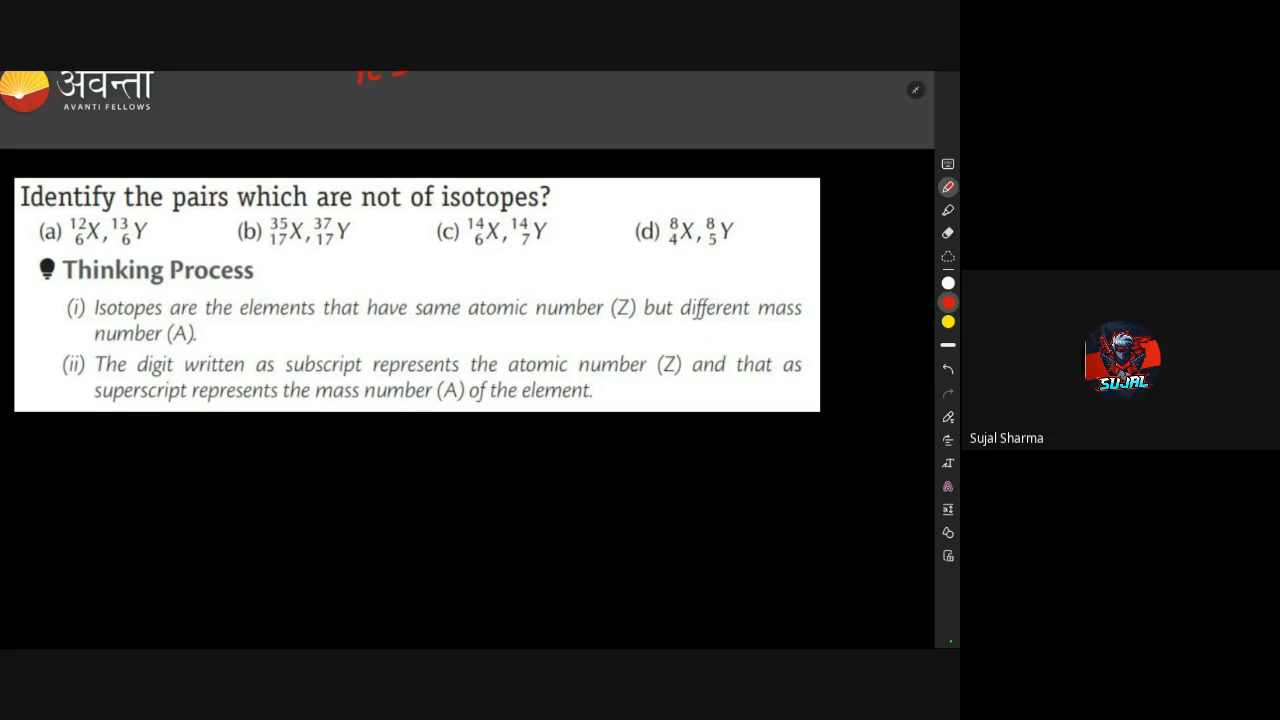 अवन्ती
AVANTI FELLOWS
Identify the pairs which are not of isotopes?
(a) ¹²₆X, ¹³₆Y (b) ³⁵₁₇X, ³⁷₁₇Y (c) ¹⁴₆X, ¹⁴₇Y (d) ⁸₄X, ⁸₅Y
Thinking Process
(i) Isotopes are the elements that have same atomic number (Z) but different mass
number (A).
(ii) The digit written as subscript represents the atomic number (Z) and that as
superscript represents the mass number (A) of the element.
SUJAL
Sujal Sharma